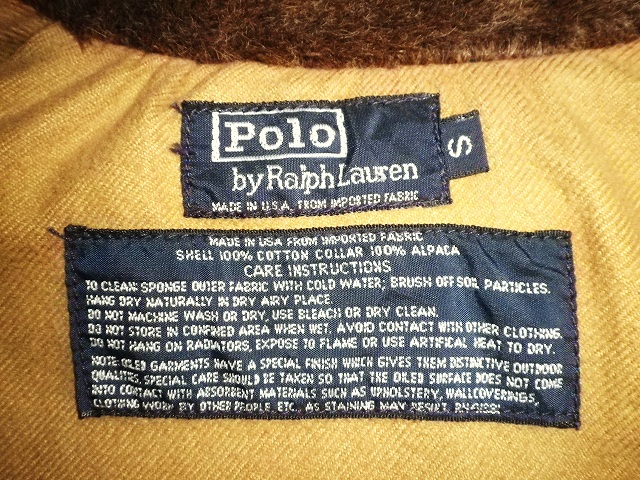 Polo
by Ralph Lauren
MADE IN U.S.A. FROM IMPORTED FABRIC
S
MADE IN USA FROM IMPORTED FABRIC
SHELL 100% COTTON COLLAR 100% ALPACA
CARE INSTRUCTIONS
TO CLEAN SPONGE OUTER FABRIC WITH COLD WATER; BRUSH OFF SOIL PARTICLES.
HANG DRY NATURALLY IN DRY AIRY PLACE.
DO NOT MACHINE WASH OR DRY, USE BLEACH OR DRY CLEAN.
DO NOT STORE IN CONFINED AREA WHEN WET. AVOID CONTACT WITH OTHER CLOTHING.
DO NOT HANG ON RADIATORS, EXPOSE TO FLAME OR USE ARTIFICAL HEAT TO DRY.
NOTE: OILED GARMENTS HAVE A SPECIAL FINISH WHICH GIVES THEM DISTINCTIVE OUTDOOR
QUALITIES. SPECIAL CARE SHOULD BE TAKEN SO THAT THE OILED SURFACE DOES NOT COME
INTO CONTACT WITH ABSORBENT MATERIALS SUCH AS UPHOLSTERY, WALLCOVERINGS,
CLOTHING WORN BY OTHER PEOPLE, ETC., AS STAINING MAY RESULT.